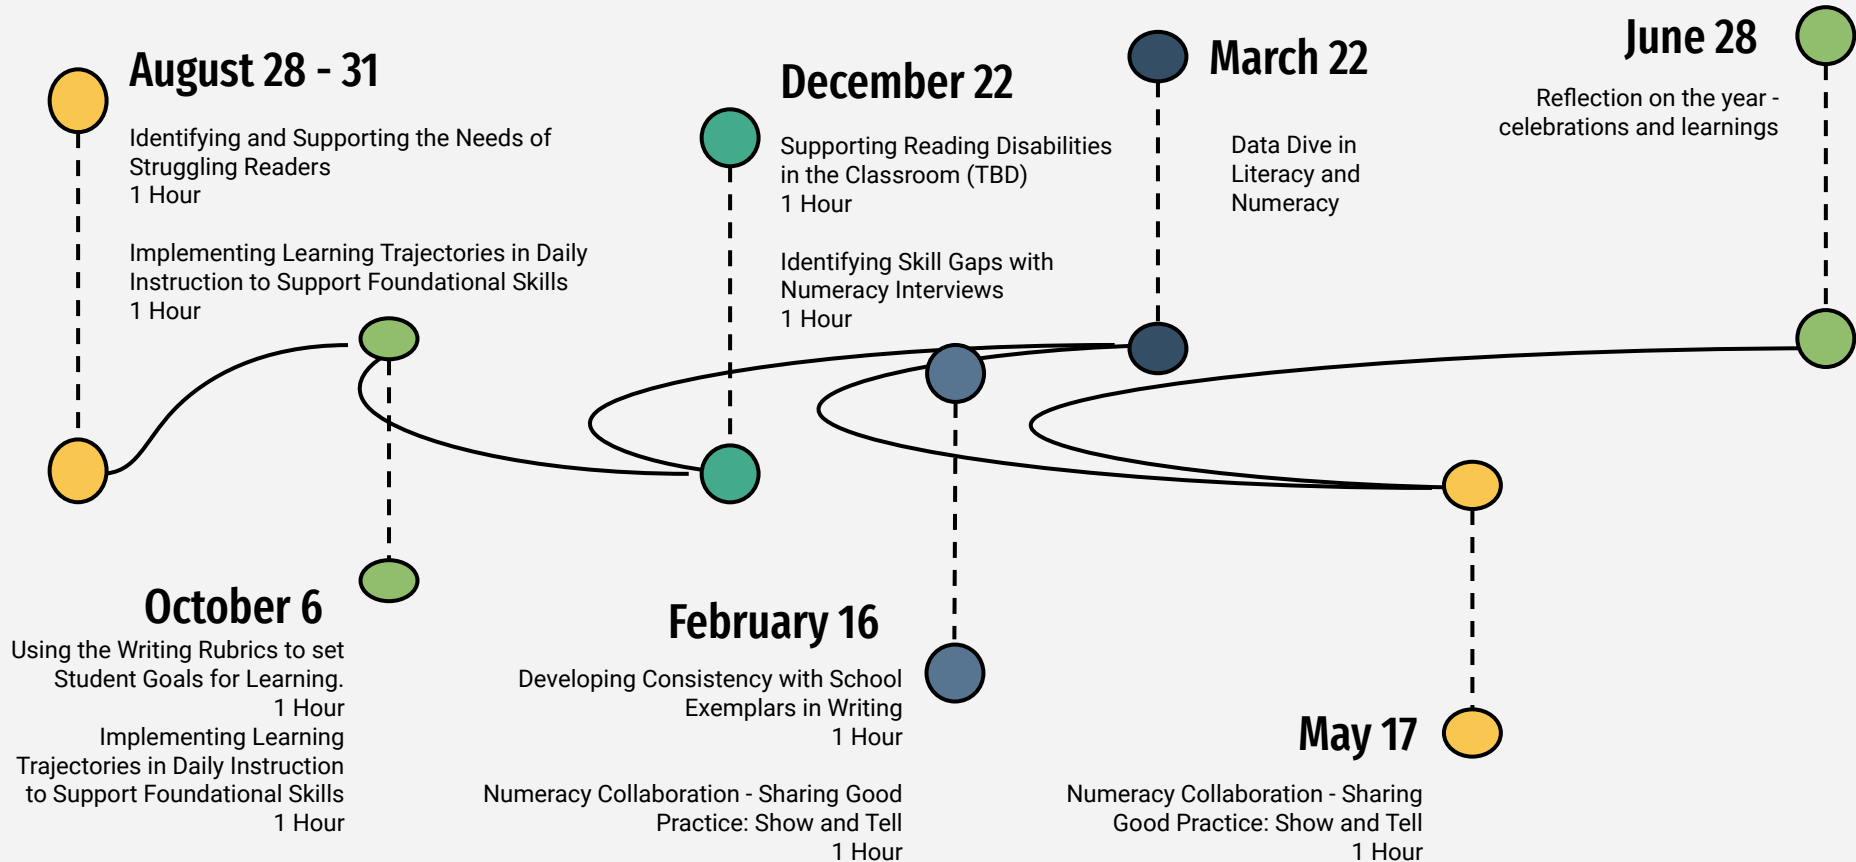 August 28 - 31
Identifying and Supporting the Needs of
Struggling Readers
1 Hour
Implementing Learning Trajectories in Daily
Instruction to Support Foundational Skills
1 Hour
October 6
Using the Writing Rubrics to set
Student Goals for Learning.
1 Hour
Implementing Learning
Trajectories in Daily Instruction
to Support Foundational Skills
1 Hour
December 22
Supporting Reading Disabilities
in the Classroom (TBD)
1 Hour
Identifying Skill Gaps with
Numeracy Interviews
1 Hour
February 16
Developing Consistency with School
Exemplars in Writing
1 Hour
Numeracy Collaboration - Sharing Good
Practice: Show and Tell
1 Hour
March 22
Data Dive in
Literacy and
Numeracy
May 17
Numeracy Collaboration - Sharing
Good Practice: Show and Tell
1 Hour
June 28
Reflection on the year -
celebrations and learnings